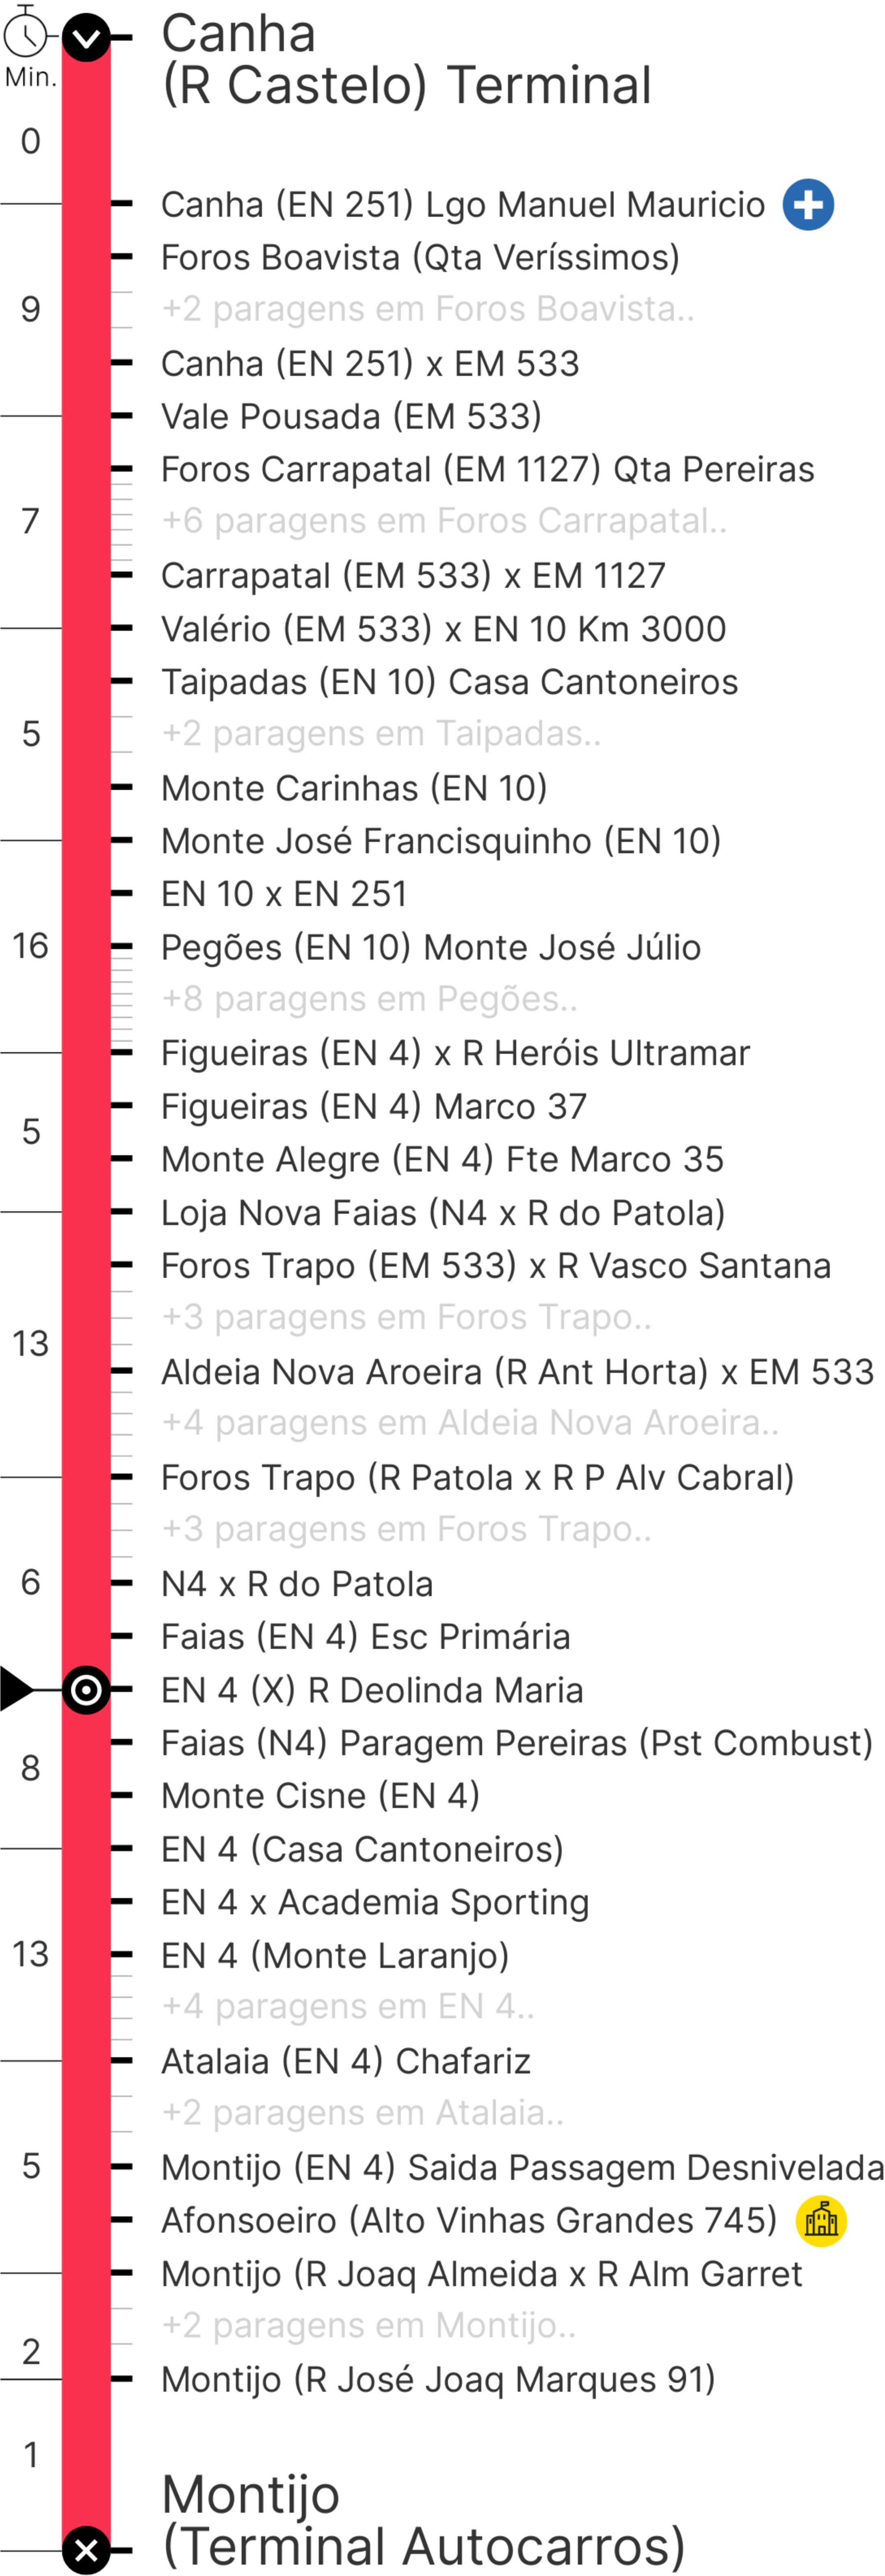 Canha
(R Castelo) Terminal
Min.
0
Canha (EN 251) Lgo Manuel Mauricio
Foros Boavista (Qta Veríssimos)
9
+2 paragens em Foros Boavista..
Canha (EN 251) x EM 533
Vale Pousada (EM 533)
Foros Carrapatal (EM 1127) Qta Pereiras
7
+6 paragens em Foros Carrapatal..
Carrapatal (EM 533) x EM 1127
Valério (EM 533) x EN 10 Km 3000
Taipadas (EN 10) Casa Cantoneiros
5
+2 paragens em Taipadas..
Monte Carinhas (EN 10)
Monte José Francisquinho (EN 10)
EN 10 x EN 251
16
Pegões (EN 10) Monte José Júlio
+8 paragens em Pegões..
Figueiras (EN 4) x R Heróis Ultramar
Figueiras (EN 4) Marco 37
5
Monte Alegre (EN 4) Fte Marco 35
Loja Nova Faias (N4 x R do Patola)
Foros Trapo (EM 533) x R Vasco Santana
+3 paragens em Foros Trapo..
13
Aldeia Nova Aroeira (R Ant Horta) x EM 533
+4 paragens em Aldeia Nova Aroeira..
Foros Trapo (R Patola x R P Alv Cabral)
+3 paragens em Foros Trapo..
6
N4 x R do Patola
Faias (EN 4) Esc Primária
EN 4 (X) R Deolinda Maria
Faias (N4) Paragem Pereiras (Pst Combust)
8
Monte Cisne (EN 4)
EN 4 (Casa Cantoneiros)
EN 4 x Academia Sporting
13
EN 4 (Monte Laranjo)
+4 paragens em EN 4..
Atalaia (EN 4) Chafariz
+2 paragens em Atalaia..
5
Montijo (EN 4) Saida Passagem Desnivelada
Afonsoeiro (Alto Vinhas Grandes 745)
Montijo (R Joaq Almeida x R Alm Garret
+2 paragens em Montijo..
2
Montijo (R José Joaq Marques 91)
1
Montijo
(Terminal Autocarros)